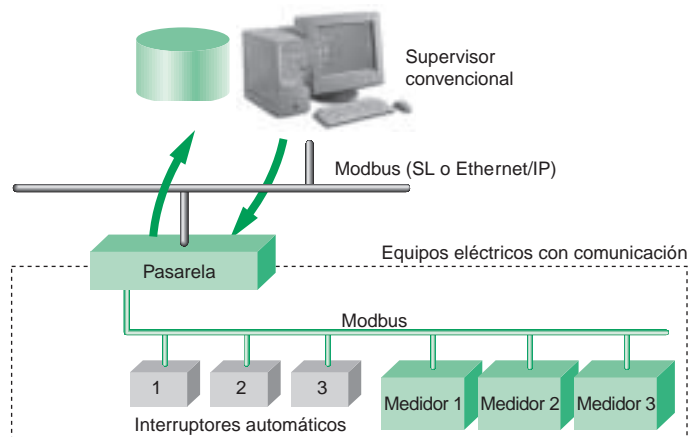 Supervisor
convencional
Modbus (SL o Ethernet/IP)
Equipos eléctricos con comunicación
Pasarela
Modbus
1
2
3
Medidor 1
Medidor 2
Medidor 3
Interruptores automáticos